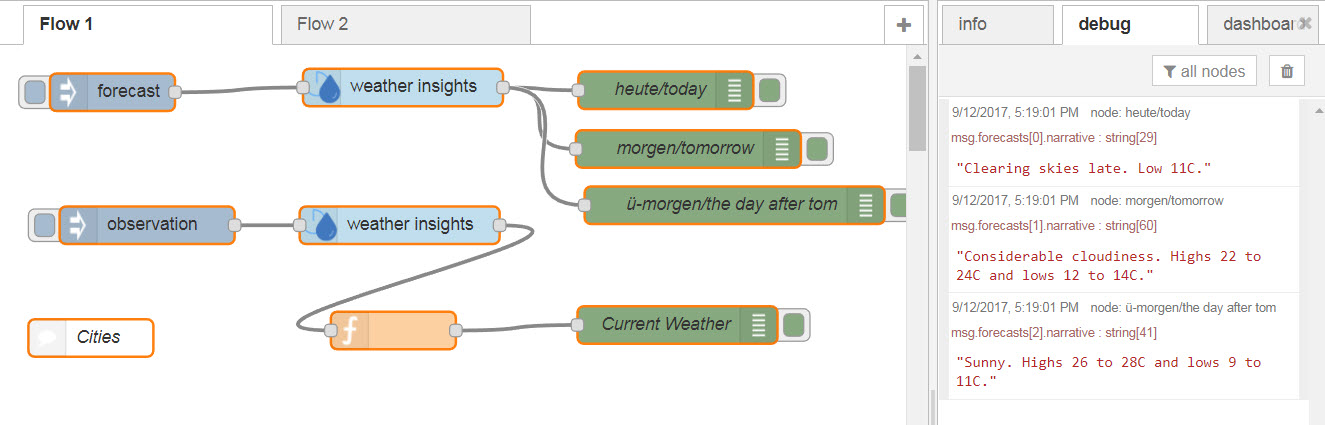 Flow 1
Flow 2
+
forecast
weather insights
heute/today
morgen/tomorrow
ü-morgen/the day after tom
observation
weather insights
f
Current Weather
Cities
info
debug
dashboar
all nodes
9/12/2017, 5:19:01 PM node: heute/today
msg.forecasts[0].narrative : string[29]
"Clearing skies late. Low 11C."
9/12/2017, 5:19:01 PM node: morgen/tomorrow
msg.forecasts[1].narrative : string[60]
"Considerable cloudiness. Highs 22 to
24C and lows 12 to 14C."
9/12/2017, 5:19:01 PM node: ü-morgen/the day after tom
msg.forecasts[2].narrative : string[41]
"Sunny. Highs 26 to 28C and lows 9 to
11C."